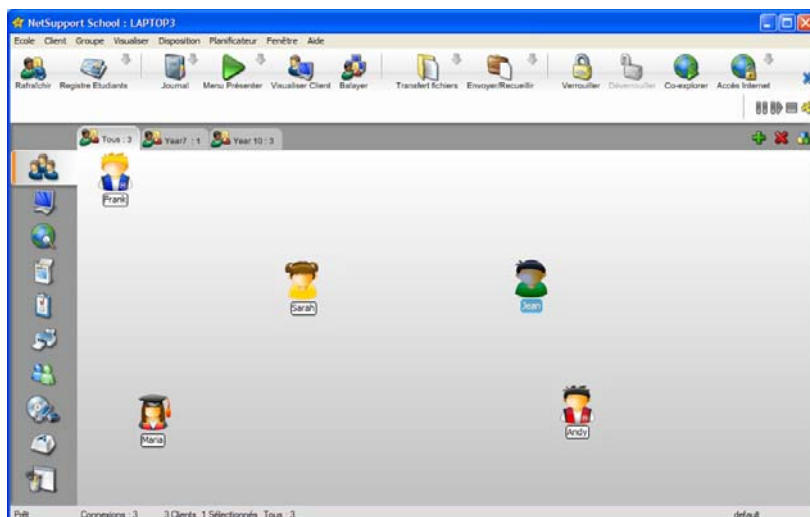 NetSupport School : LAPTOP3
Ecole Client Groupe Visualiser Disposition Planificateur Fenêtre Aide
Rafraîchir Registre Etudiants Journal Menu Présenter Visualiser Client Balayer Transfert fichiers Envoyer/Recueillir Verrouiller Déverrouiller Co-explorer Accès Internet
Tous : 3 Year7 : 1 Year 10 : 3
Frank
Sarah
Jean
Maria
Andy
Prêt Connexions : 3 3 Clients, 1 Sélectionnés, Tous : 3 default